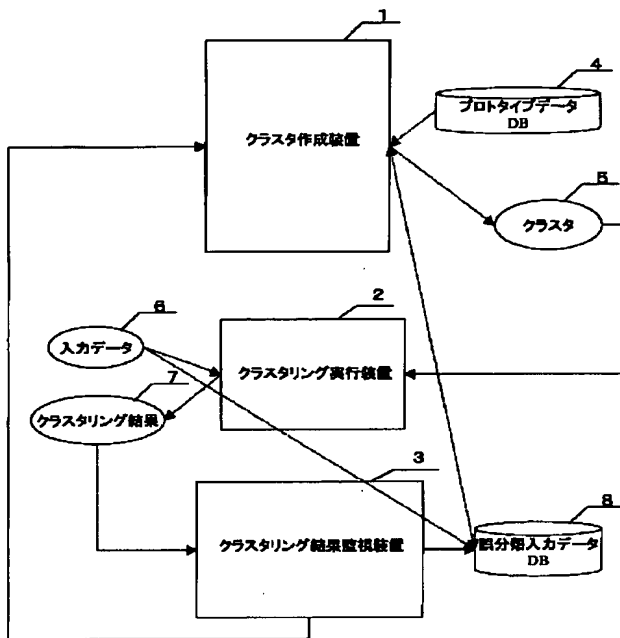 1
クラスタ作成装置
4
プロトタイプデータ
DB
5
クラスタ
2
クラスタリング実行装置
6
入力データ
7
クラスタリング結果
3
クラスタリング結果監視装置
8
誤分類入力データ
DB